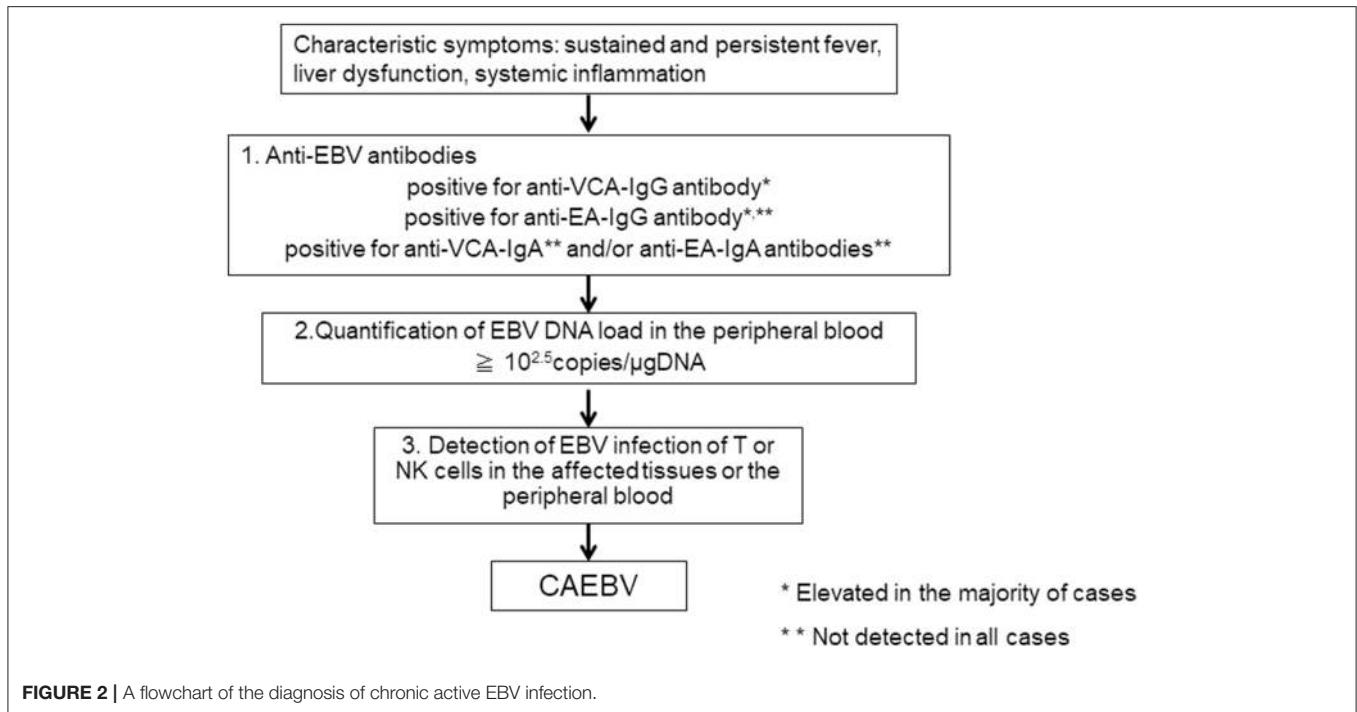 Characteristic symptoms: sustained and persistent fever,
liver dysfunction, systemic inflammation
1. Anti-EBV antibodies
positive for anti-VCA-IgG antibody*
positive for anti-EA-IgG antibody*,**
positive for anti-VCA-IgA** and/or anti-EA-IgA antibodies**
2.Quantification of EBV DNA load in the peripheral blood
≧ 10^2.5copies/µgDNA
3. Detection of EBV infection of T or
NK cells in the affected tissues or the
peripheral blood
CAEBV
* Elevated in the majority of cases
* * Not detected in all cases
FIGURE 2 | A flowchart of the diagnosis of chronic active EBV infection.